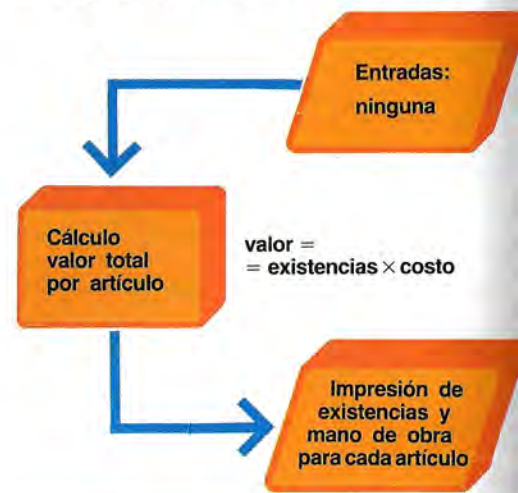 Entradas:
ninguna
Cálculo
valor total
por artículo
valor =
= existencias × costo
Impresión de
existencias y
mano de obra
para cada artículo